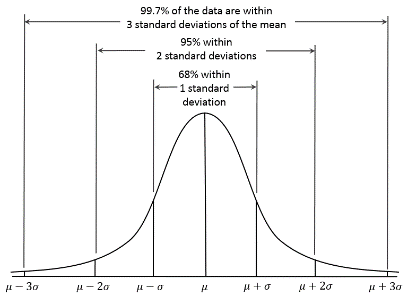 99.7% of the data are within
3 standard deviations of the mean
95% within
2 standard deviations
68% within
1 standard
deviation
μ − 3σ
μ − 2σ
μ − σ
μ
μ + σ
μ + 2σ
μ + 3σ